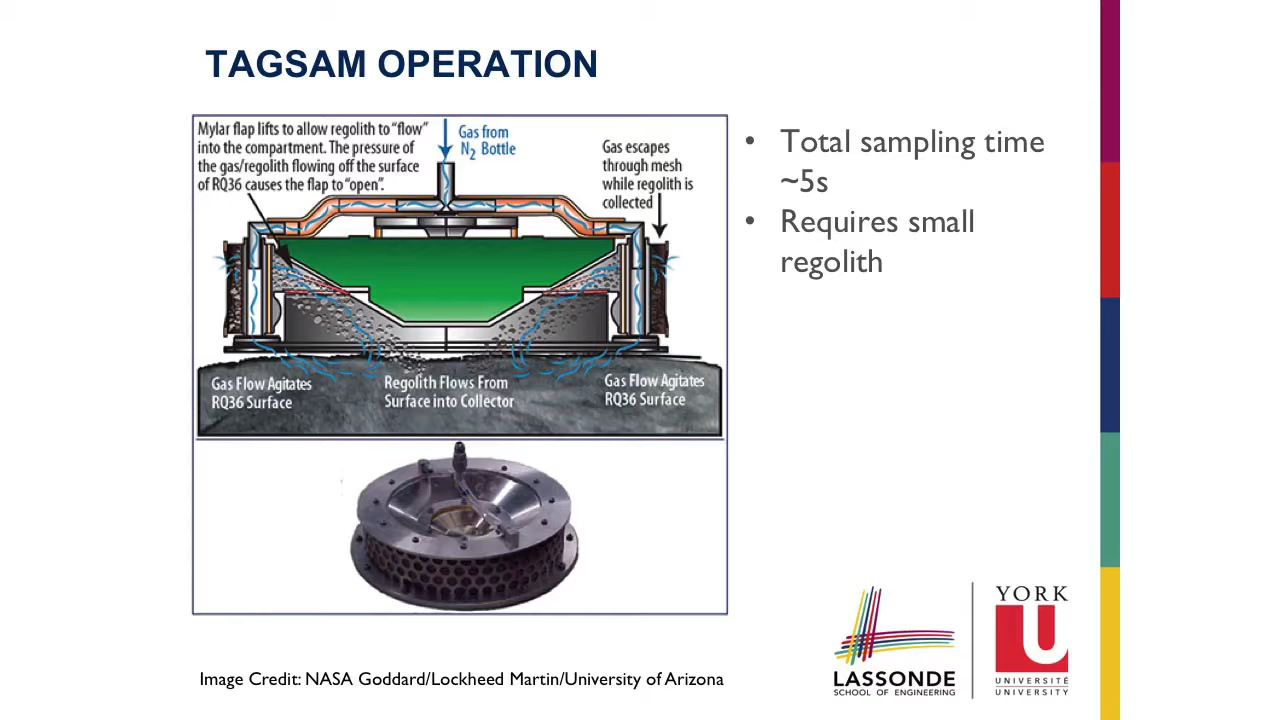 TAGSAM OPERATION
Mylar flap lifts to allow regolith to “flow”
into the compartment. The pressure of
the gas/regolith flowing off the surface
of RQ36 causes the flap to “open”.
Gas from
N2 Bottle
Gas escapes
through mesh
while regolith is
collected
Gas Flow Agitates
RQ36 Surface
Regolith Flows From
Surface into Collector
Gas Flow Agitates
RQ36 Surface
• Total sampling time
~5s
• Requires small
regolith
Image Credit: NASA Goddard/Lockheed Martin/University of Arizona
LASSONDE
SCHOOL OF ENGINEERING
YORK
U
UNIVERSITÉ
UNIVERSITY